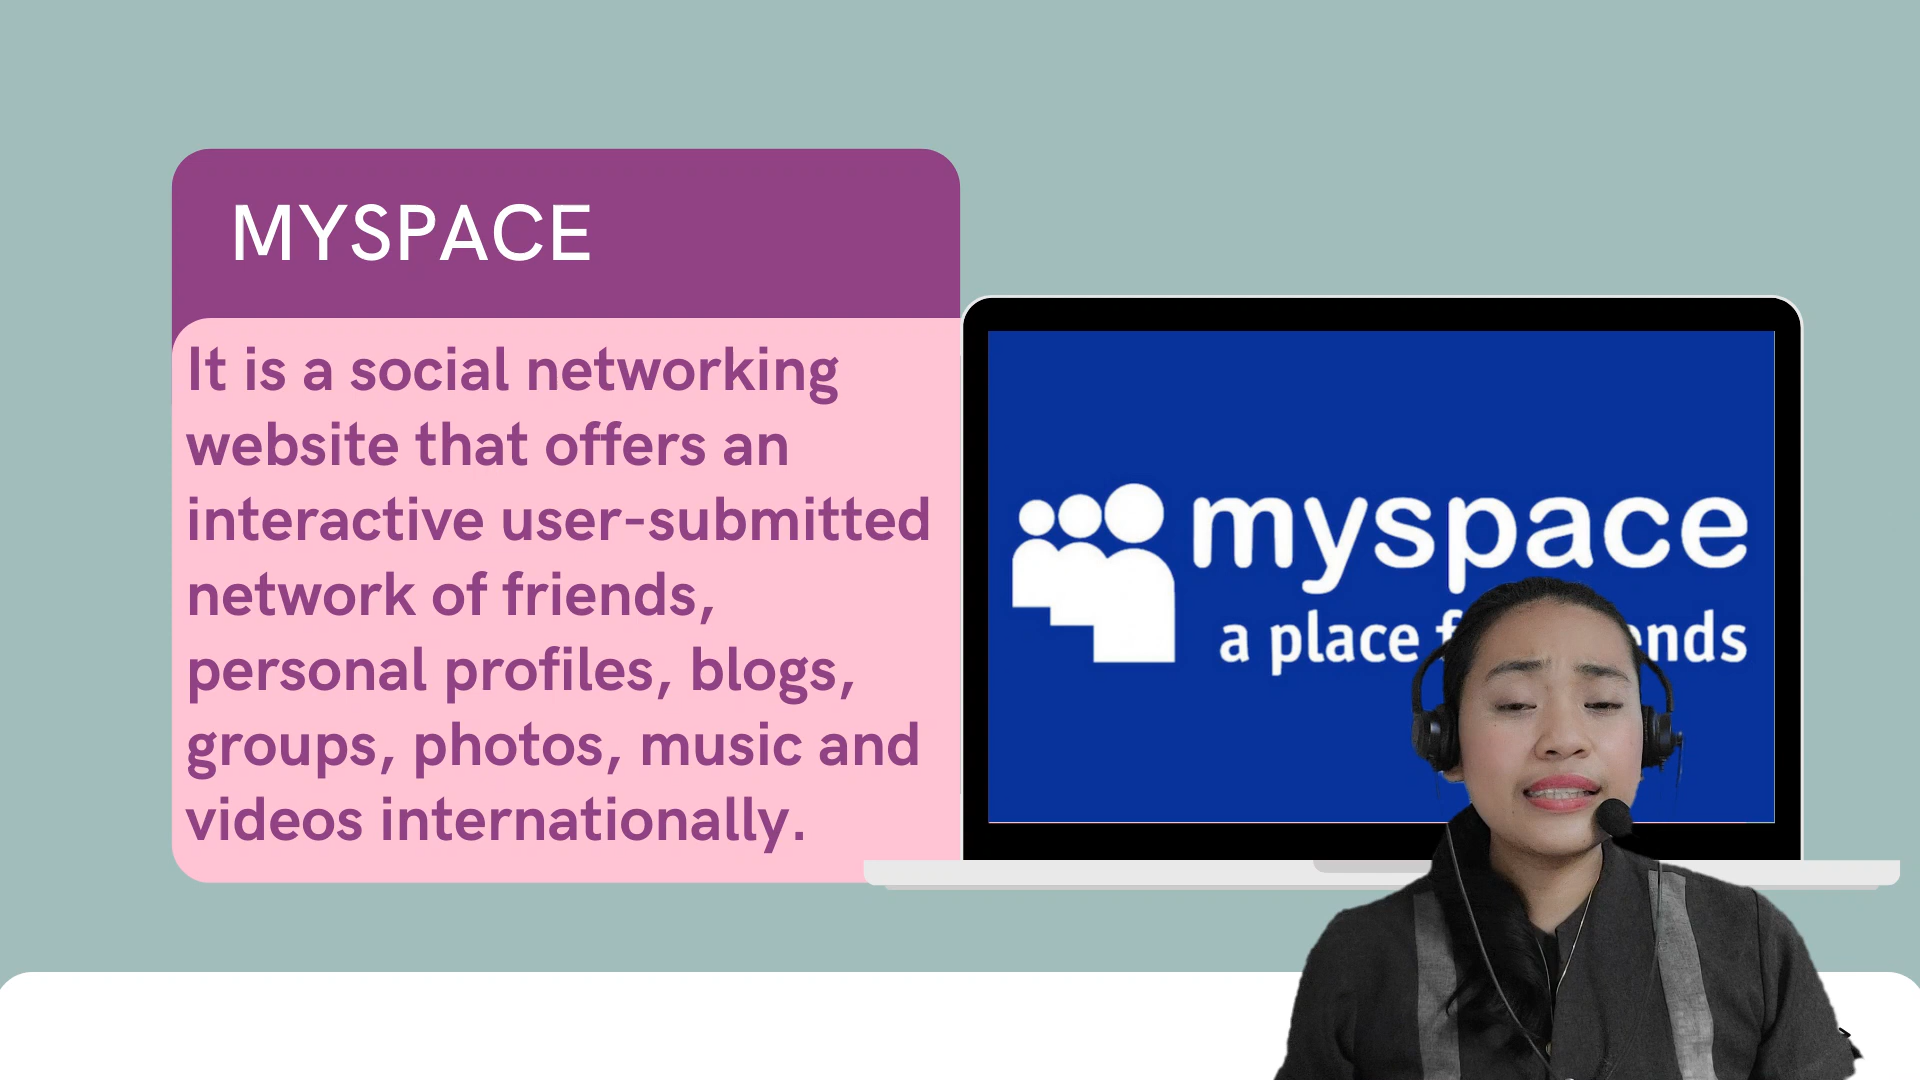 MYSPACE
It is a social networking
website that offers an
interactive user-submitted
network of friends,
personal profiles, blogs,
groups, photos, music and
videos internationally.
myspace
a place